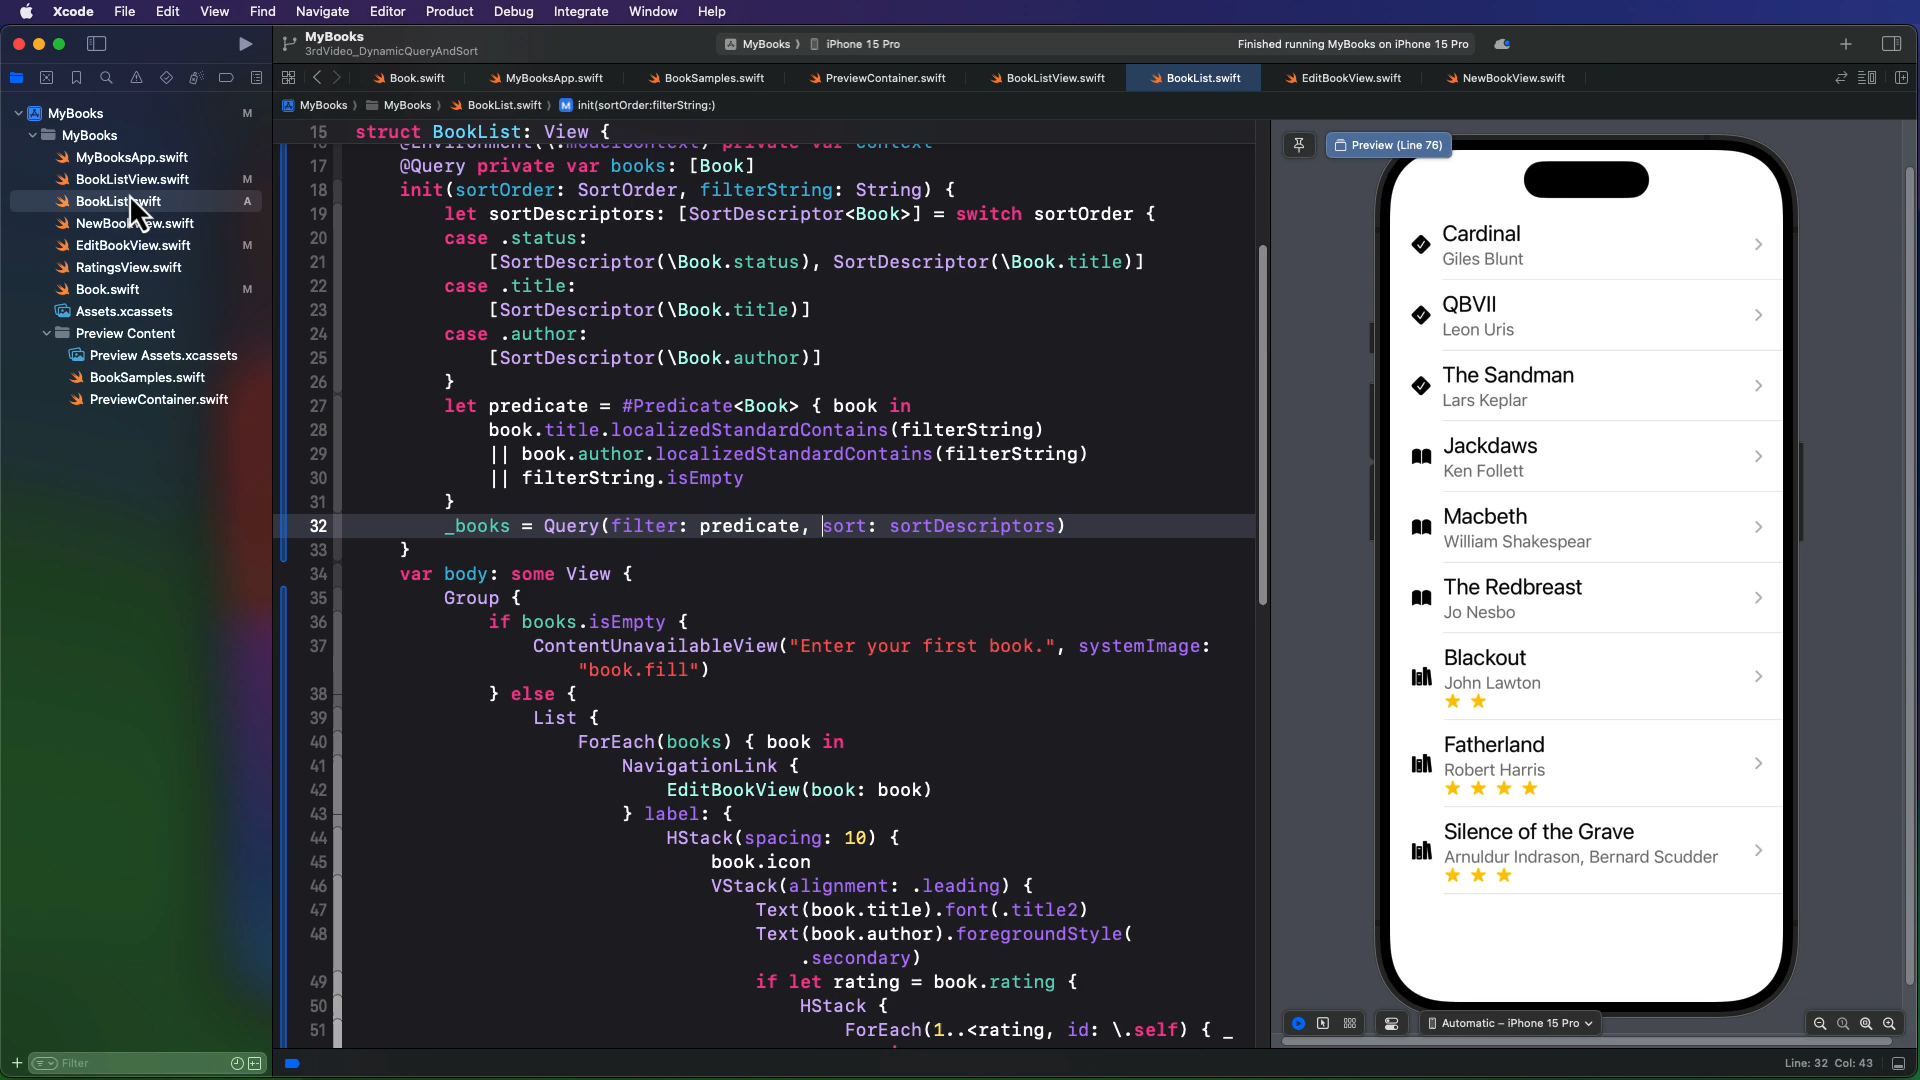 Xcode File Edit View Find Navigate Editor Product Debug Integrate Window Help
MyBooks
3rdVideo_DynamicQueryAndSort
MyBooks
iPhone 15 Pro
Finished running MyBooks on iPhone 15 Pro
Book.swift
MyBooksApp.swift
BookSamples.swift
PreviewContainer.swift
BookListView.swift
BookList.swift
EditBookView.swift
NewBookView.swift
MyBooks
MyBooks
BookList.swift
M
init(sortOrder:filterString:)
MyBooks M
MyBooks
MyBooksApp.swift
BookListView.swift M
A
EditBookView.swift M
RatingsView.swift
Book.swift M
Assets.xcassets
Preview Content
Preview Assets.xcassets
BookSamples.swift
PreviewContainer.swift
Filter
15 struct BookList: View {
16 @Environment(\.modelContext) private var context
17 @Query private var books: [Book]
18 init(sortOrder: SortOrder, filterString: String) {
19 let sortDescriptors: [SortDescriptor<Book>] = switch sortOrder {
20 case .status:
21 [SortDescriptor(\Book.status), SortDescriptor(\Book.title)]
22 case .title:
23 [SortDescriptor(\Book.title)]
24 case .author:
25 [SortDescriptor(\Book.author)]
26 }
27 let predicate = #Predicate<Book> { book in
28 book.title.localizedStandardContains(filterString)
29 || book.author.localizedStandardContains(filterString)
30 || filterString.isEmpty
31 }
32 _books = Query(filter: predicate, sort: sortDescriptors)
33 }
34 var body: some View {
35 Group {
36 if books.isEmpty {
37 ContentUnavailableView("Enter your first book.", systemImage:
"book.fill")
38 } else {
39 List {
40 ForEach(books) { book in
41 NavigationLink {
42 EditBookView(book: book)
43 } label: {
44 HStack(spacing: 10) {
45 book.icon
46 VStack(alignment: .leading) {
47 Text(book.title).font(.title2)
48 Text(book.author).foregroundStyle(
.secondary)
49 if let rating = book.rating {
50 HStack {
51 ForEach(1..<rating, id: \.self) { _
Preview (Line 76)
Cardinal
Giles Blunt
QBVII
Leon Uris
The Sandman
Lars Keplar
Jackdaws
Ken Follett
Macbeth
William Shakespear
The Redbreast
Jo Nesbo
Blackout
John Lawton
Fatherland
Robert Harris
Silence of the Grave
Arnuldur Indrason, Bernard Scudder
Automatic – iPhone 15 Pro
Line: 32 Col: 43